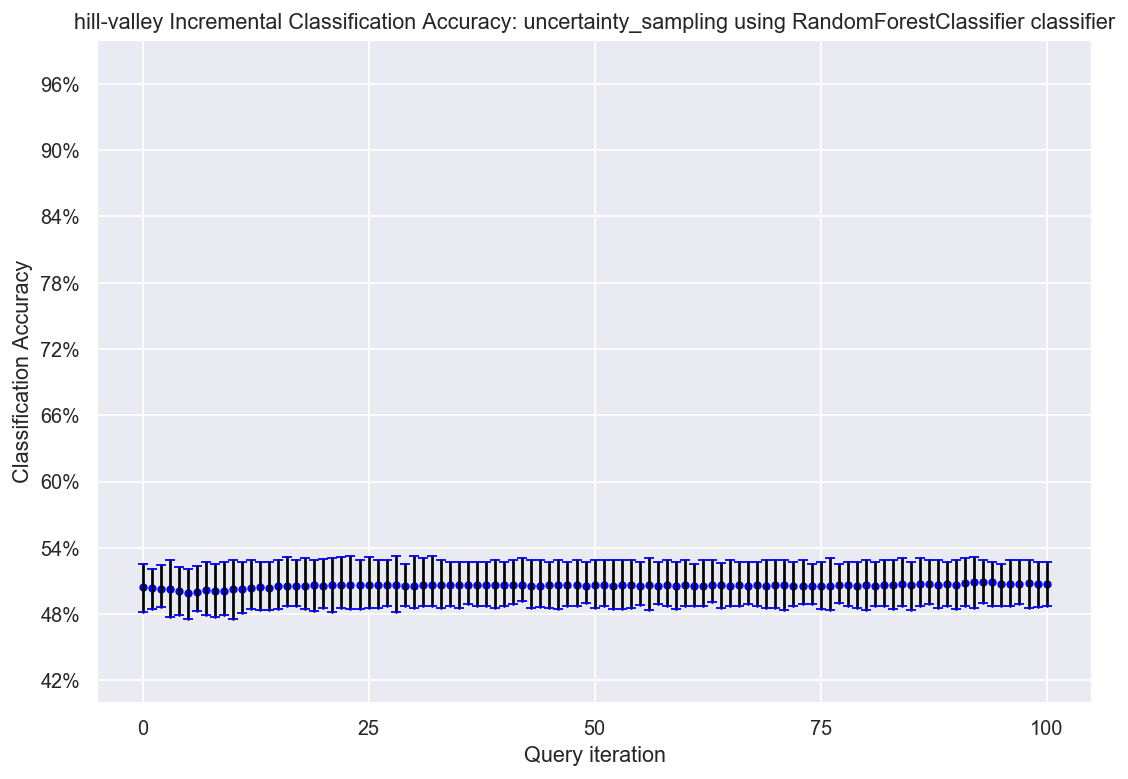 hill-valley Incremental Classification Accuracy: uncertainty_sampling using RandomForestClassifier classifier
96%
90%
84%
78%
72%
66%
60%
54%
48%
42%
Classification Accuracy
0 25 50 75 100
Query iteration